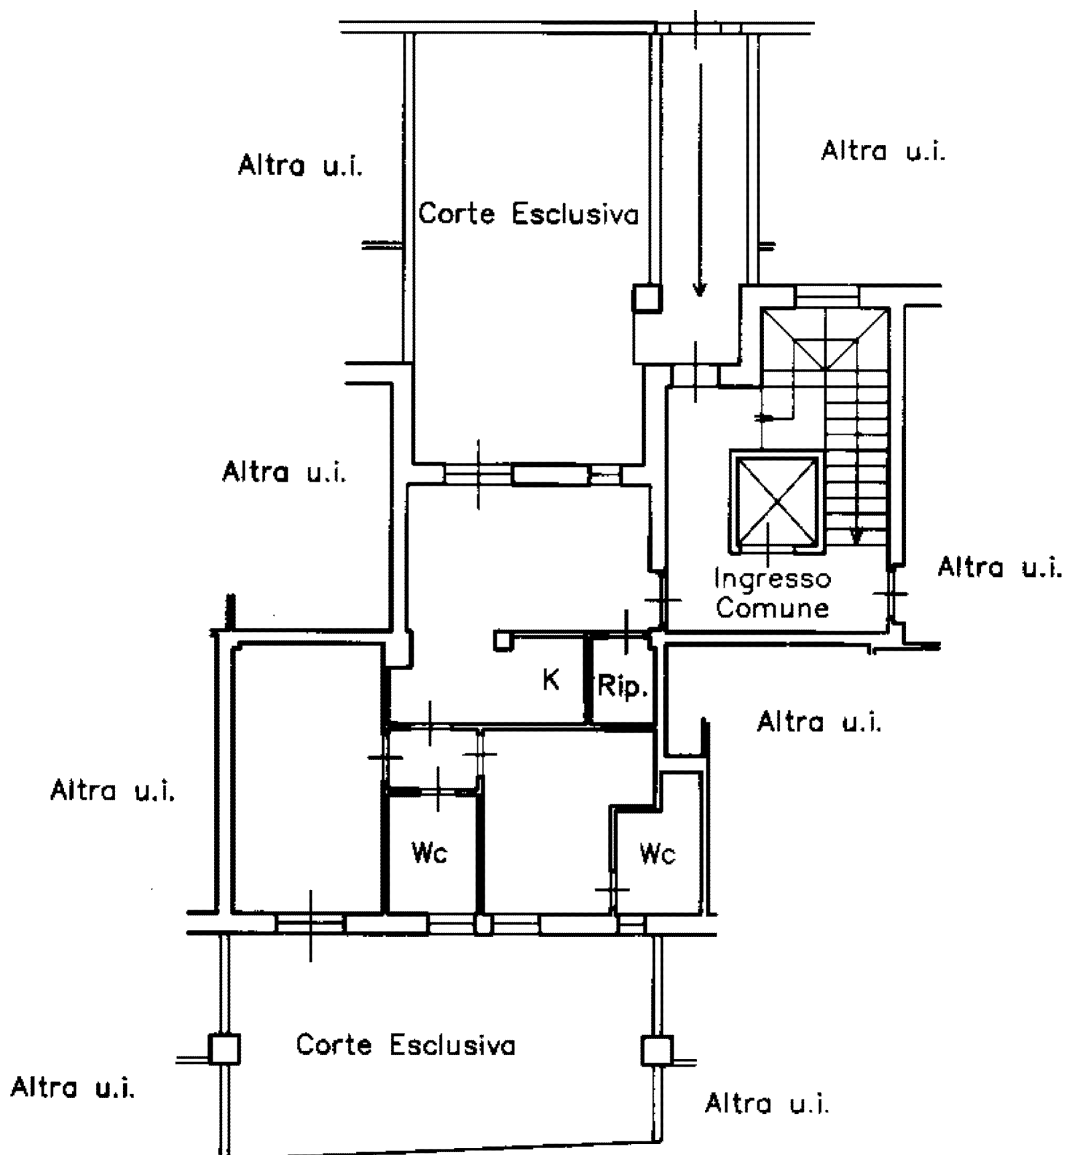 Altra u.i.
Altra u.i.
Corte Esclusiva
Altra u.i.
Altra u.i.
Ingresso
Comune
K
Rip.
Altra u.i.
Altra u.i.
Wc
Wc
Corte Esclusiva
Altra u.i.
Altra u.i.